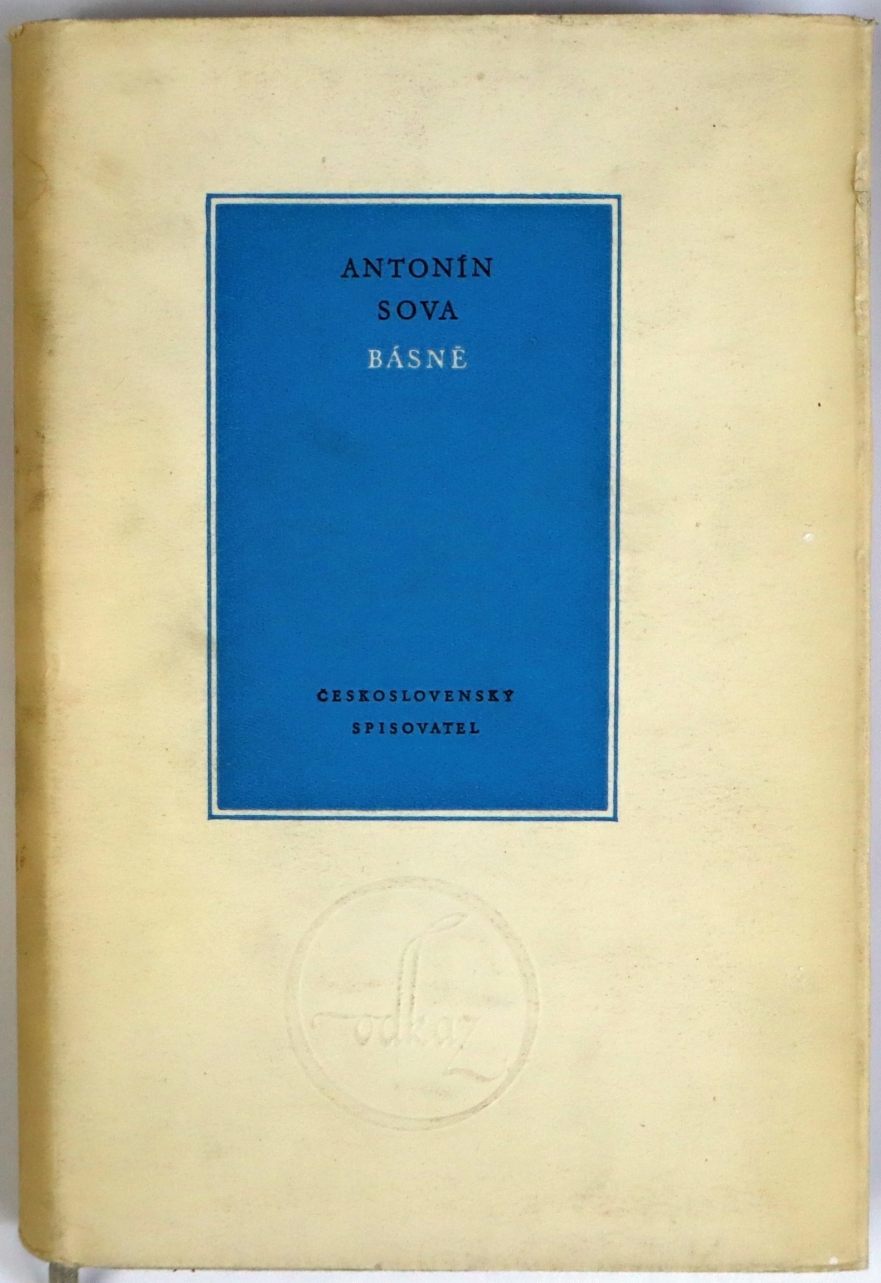 ANTONÍN
SOVA
BÁSNĚ
ČESKOSLOVENSKÝ
SPISOVATEL
odkaz